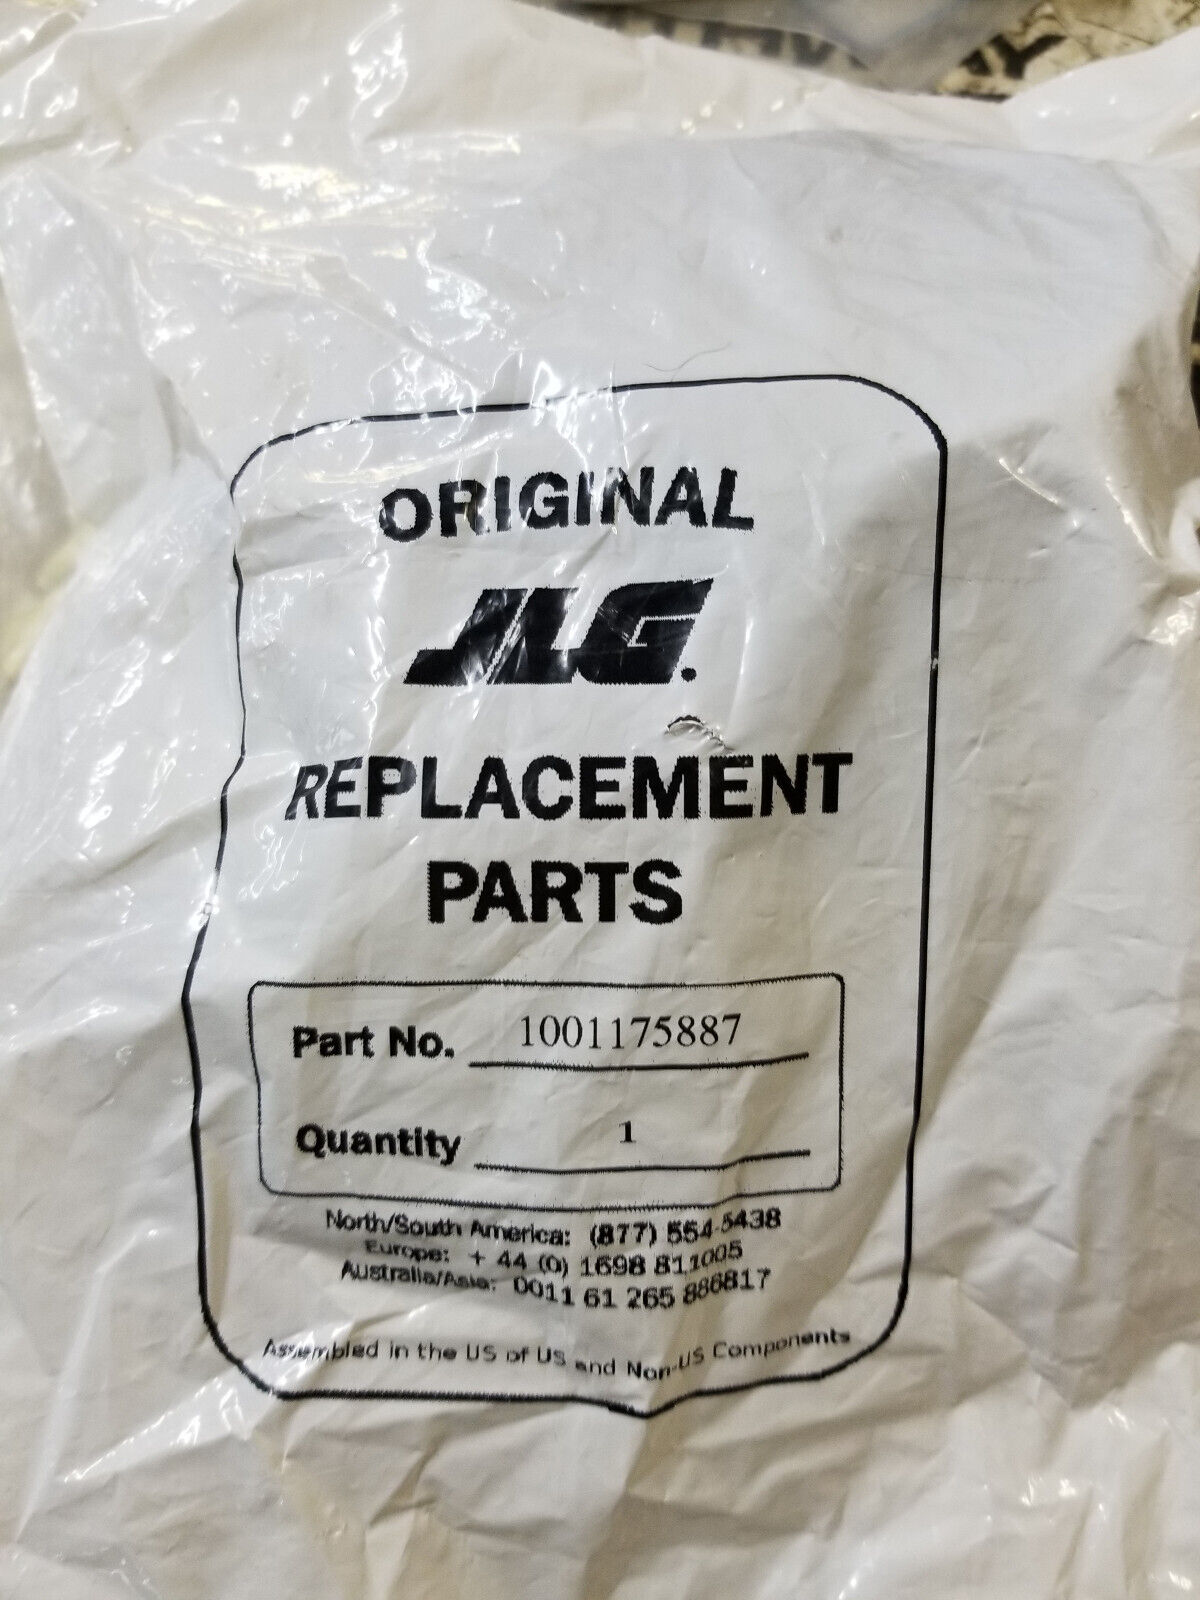 ORIGINAL
JLG.
REPLACEMENT
PARTS
Part No. 1001175887
Quantity 1
North/South America: (877) 554-5438
Europe: + 44 (0) 1698 811005
Australia/Asia: 0011 61 265 886817
Assembled in the US of US and Non-US Components